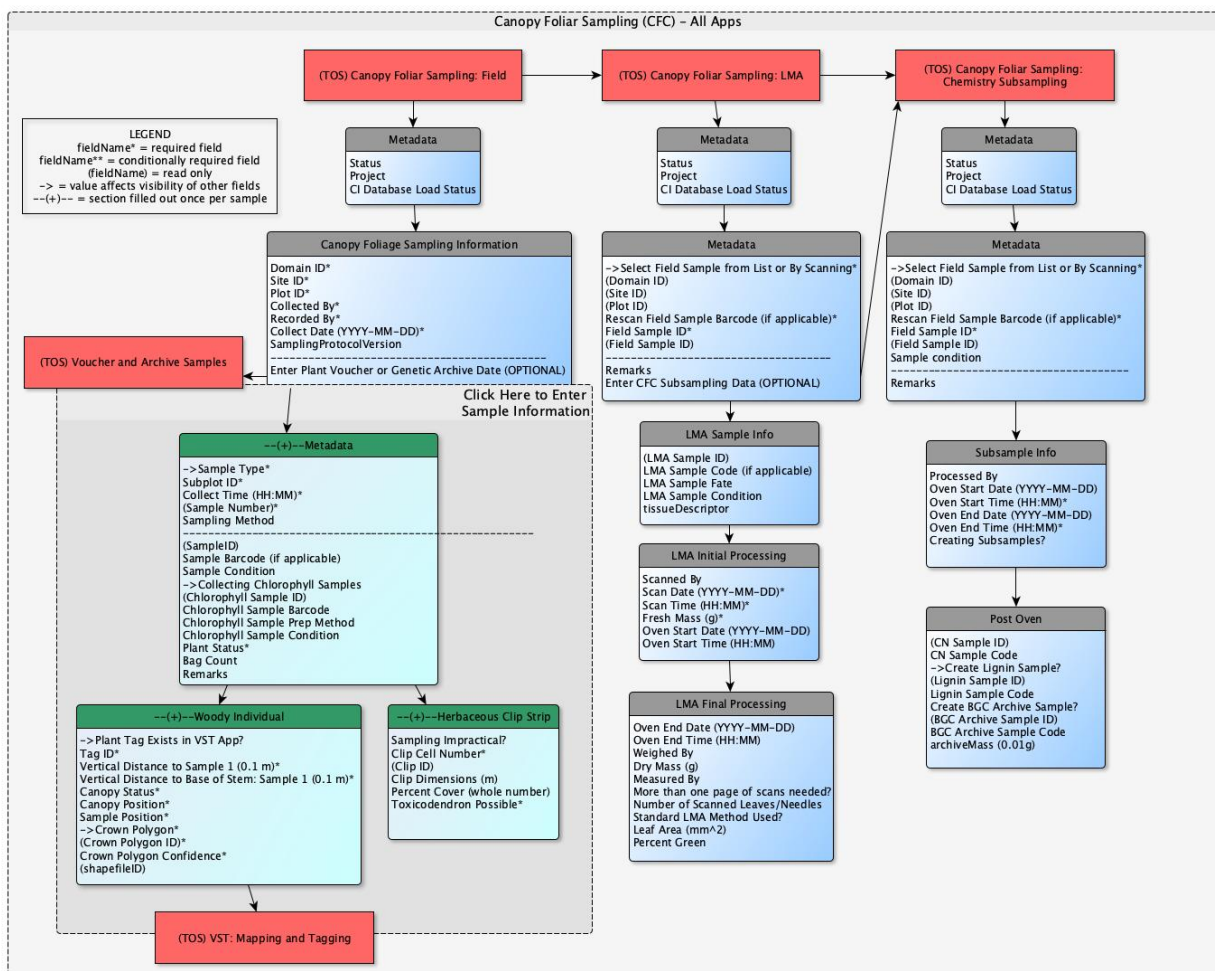 Canopy Foliar Sampling (CFC) – All Apps
(TOS) Canopy Foliar Sampling: Field
(TOS) Canopy Foliar Sampling: LMA
(TOS) Canopy Foliar Sampling:
Chemistry Subsampling
LEGEND
fieldName* = required field
fieldName** = conditionally required field
(fieldName) = read only
-> = value affects visibility of other fields
--(+)-- = section filled out once per sample
Metadata
Status
Project
CI Database Load Status
Metadata
Status
Project
CI Database Load Status
Metadata
Status
Project
CI Database Load Status
Canopy Foliage Sampling Information
Domain ID*
Site ID*
Plot ID*
Collected By*
Recorded By*
Collect Date (YYYY-MM-DD)*
SamplingProtocolVersion
Enter Plant Voucher or Genetic Archive Date (OPTIONAL)
Metadata
->Select Field Sample from List or By Scanning*
(Domain ID)
(Site ID)
(Plot ID)
Rescan Field Sample Barcode (if applicable)*
Field Sample ID*
(Field Sample ID)
Remarks
Enter CFC Subsampling Data (OPTIONAL)
Metadata
->Select Field Sample from List or By Scanning*
(Domain ID)
(Site ID)
(Plot ID)
Rescan Field Sample Barcode (if applicable)*
Field Sample ID*
(Field Sample ID)
Sample condition
Remarks
(TOS) Voucher and Archive Samples
Click Here to Enter
Sample Information
--(+)--Metadata
->Sample Type*
Subplot ID*
Collect Time (HH:MM)*
(Sample Number)*
Sampling Method
(SampleID)
Sample Barcode (if applicable)
Sample Condition
->Collecting Chlorophyll Samples
(Chlorophyll Sample ID)
Chlorophyll Sample Barcode
Chlorophyll Sample Prep Method
Chlorophyll Sample Condition
Plant Status*
Bag Count
Remarks
LMA Sample Info
(LMA Sample ID)
LMA Sample Code (if applicable)
LMA Sample Fate
LMA Sample Condition
tissueDescriptor
Subsample Info
Processed By
Oven Start Date (YYYY-MM-DD)
Oven Start Time (HH:MM)*
Oven End Date (YYYY-MM-DD)
Oven End Time (HH:MM)*
Creating Subsamples?
LMA Initial Processing
Scanned By
Scan Date (YYYY-MM-DD)*
Scan Time (HH:MM)*
Fresh Mass (g)*
Oven Start Date (YYYY-MM-DD)
Oven Start Time (HH:MM)
Post Oven
(CN Sample ID)
CN Sample Code
->Create Lignin Sample?
(Lignin Sample ID)
Lignin Sample Code
Create BGC Archive Sample?
(BGC Archive Sample ID)
BGC Archive Sample Code
archiveMass (0.01g)
--(+)--Woody Individual
->Plant Tag Exists in VST App?
Tag ID*
Vertical Distance to Sample 1 (0.1 m)*
Vertical Distance to Base of Stem: Sample 1 (0.1 m)*
Canopy Status*
Canopy Position*
Sample Position*
->Crown Polygon*
(Crown Polygon ID)*
Crown Polygon Confidence*
(shapefileID)
--(+)--Herbaceous Clip Strip
Sampling Impractical?
Clip Cell Number*
(Clip ID)
Clip Dimensions (m)
Percent Cover (whole number)
Toxicodendron Possible*
LMA Final Processing
Oven End Date (YYYY-MM-DD)
Oven End Time (HH:MM)
Weighed By
Dry Mass (g)
Measured By
More than one page of scans needed?
Number of Scanned Leaves/Needles
Standard LMA Method Used?
Leaf Area (mm^2)
Percent Green
(TOS) VST: Mapping and Tagging